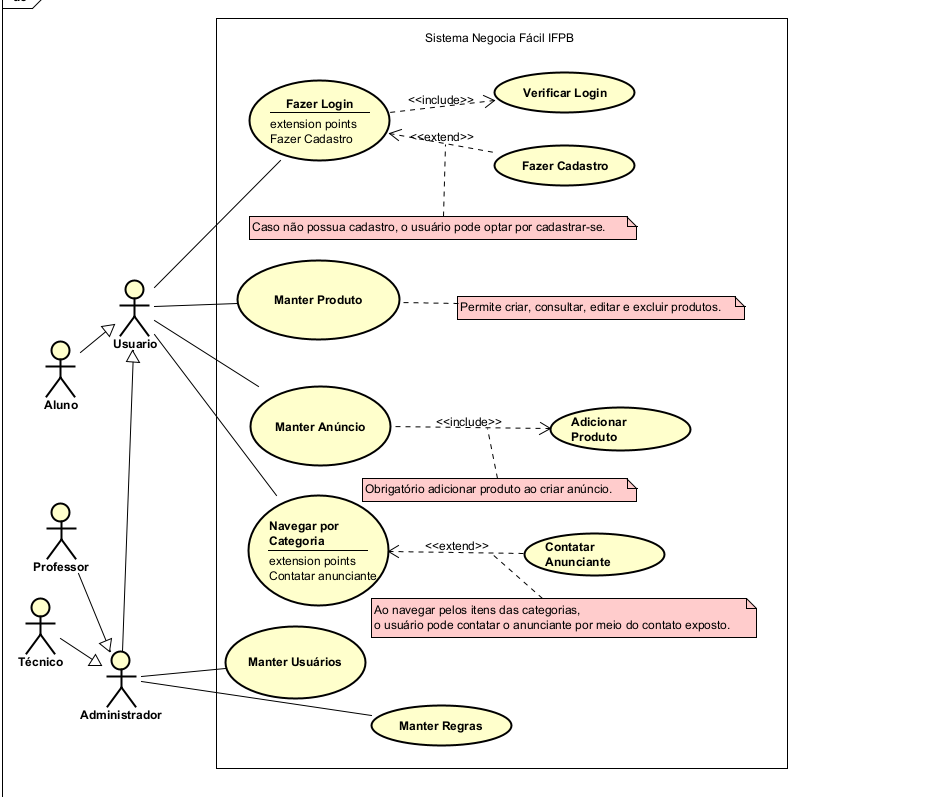 Sistema Negocia Fácil IFPB
Fazer Login
extension points
Fazer Cadastro
<<include>>
Verificar Login
<<extend>>
Fazer Cadastro
Caso não possua cadastro, o usuário pode optar por cadastrar-se.
Manter Produto
Permite criar, consultar, editar e excluir produtos.
Usuario
Aluno
Manter Anúncio
<<include>>
Adicionar
Produto
Obrigatório adicionar produto ao criar anúncio.
Navegar por
Categoria
extension points
Contatar anunciante
<<extend>>
Contatar
Anunciante
Ao navegar pelos itens das categorias,
o usuário pode contatar o anunciante por meio do contato exposto.
Professor
Técnico
Administrador
Manter Usuários
Manter Regras